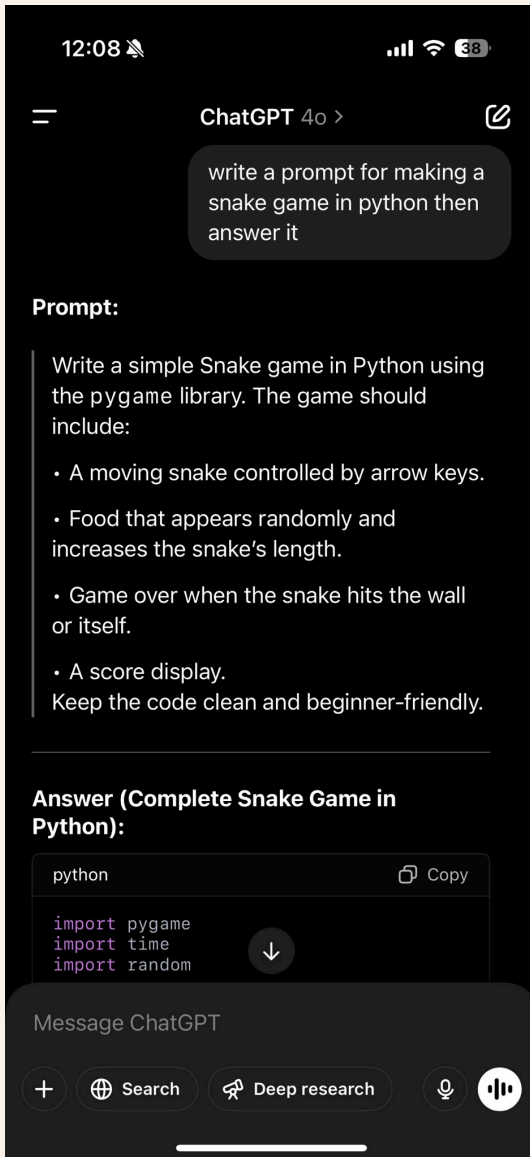 12:08
38
ChatGPT 4o >
write a prompt for making a
snake game in python then
answer it
Prompt:
Write a simple Snake game in Python using
the pygame library. The game should
include:
• A moving snake controlled by arrow keys.
• Food that appears randomly and
increases the snake’s length.
• Game over when the snake hits the wall
or itself.
• A score display.
Keep the code clean and beginner-friendly.
Answer (Complete Snake Game in
Python):
python Copy
import pygame
import time
import random
Message ChatGPT
Search Deep research